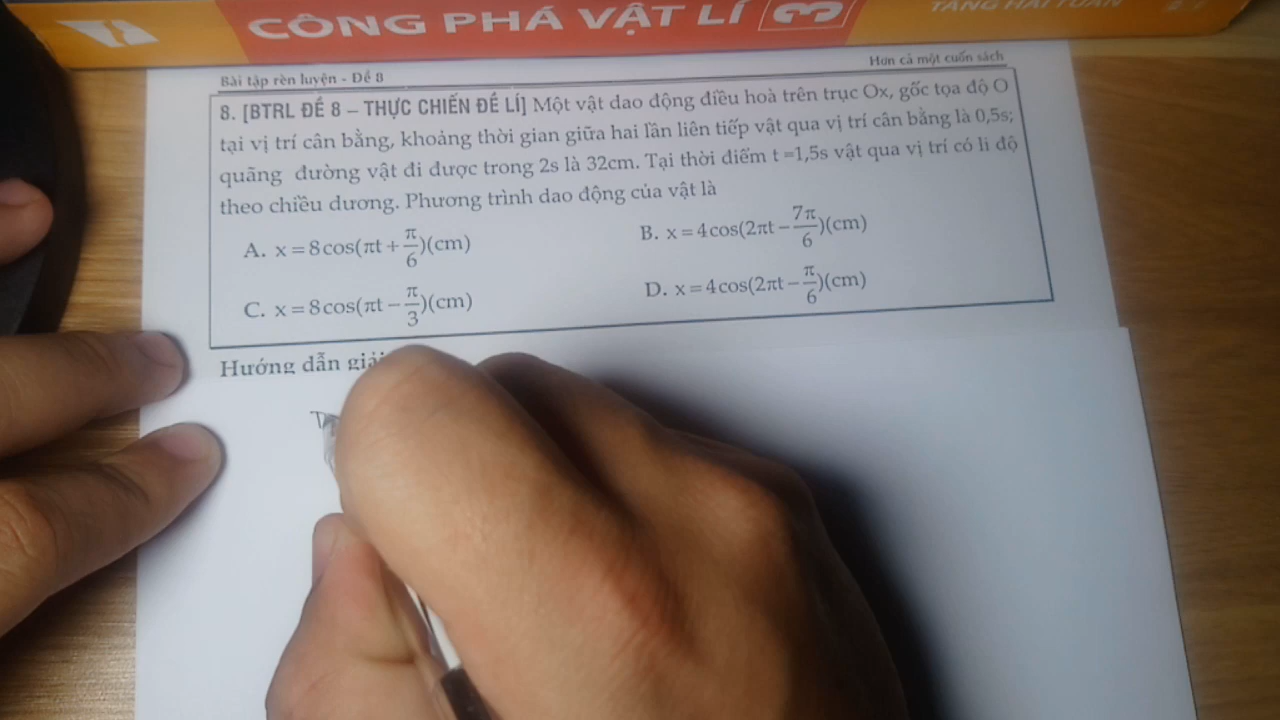 CÔNG PHÁ VẬT LÍ 3
TĂNG HẢI TUÂN
Bài tập rèn luyện - Đề 8
Hơn cả một cuốn sách
8. [BTRL ĐỀ 8 – THỰC CHIẾN ĐỀ LÍ] Một vật dao động điều hoà trên trục Ox, gốc tọa độ O
tại vị trí cân bằng, khoảng thời gian giữa hai lần liên tiếp vật qua vị trí cân bằng là 0,5s;
quãng đường vật đi được trong 2s là 32cm. Tại thời điểm t =1,5s vật qua vị trí có li độ
theo chiều dương. Phương trình dao động của vật là
A. x = 8cos(πt + π/6)(cm)
B. x = 4cos(2πt − 7π/6)(cm)
C. x = 8cos(πt − π/3)(cm)
D. x = 4cos(2πt − π/6)(cm)
Hướng dẫn giải